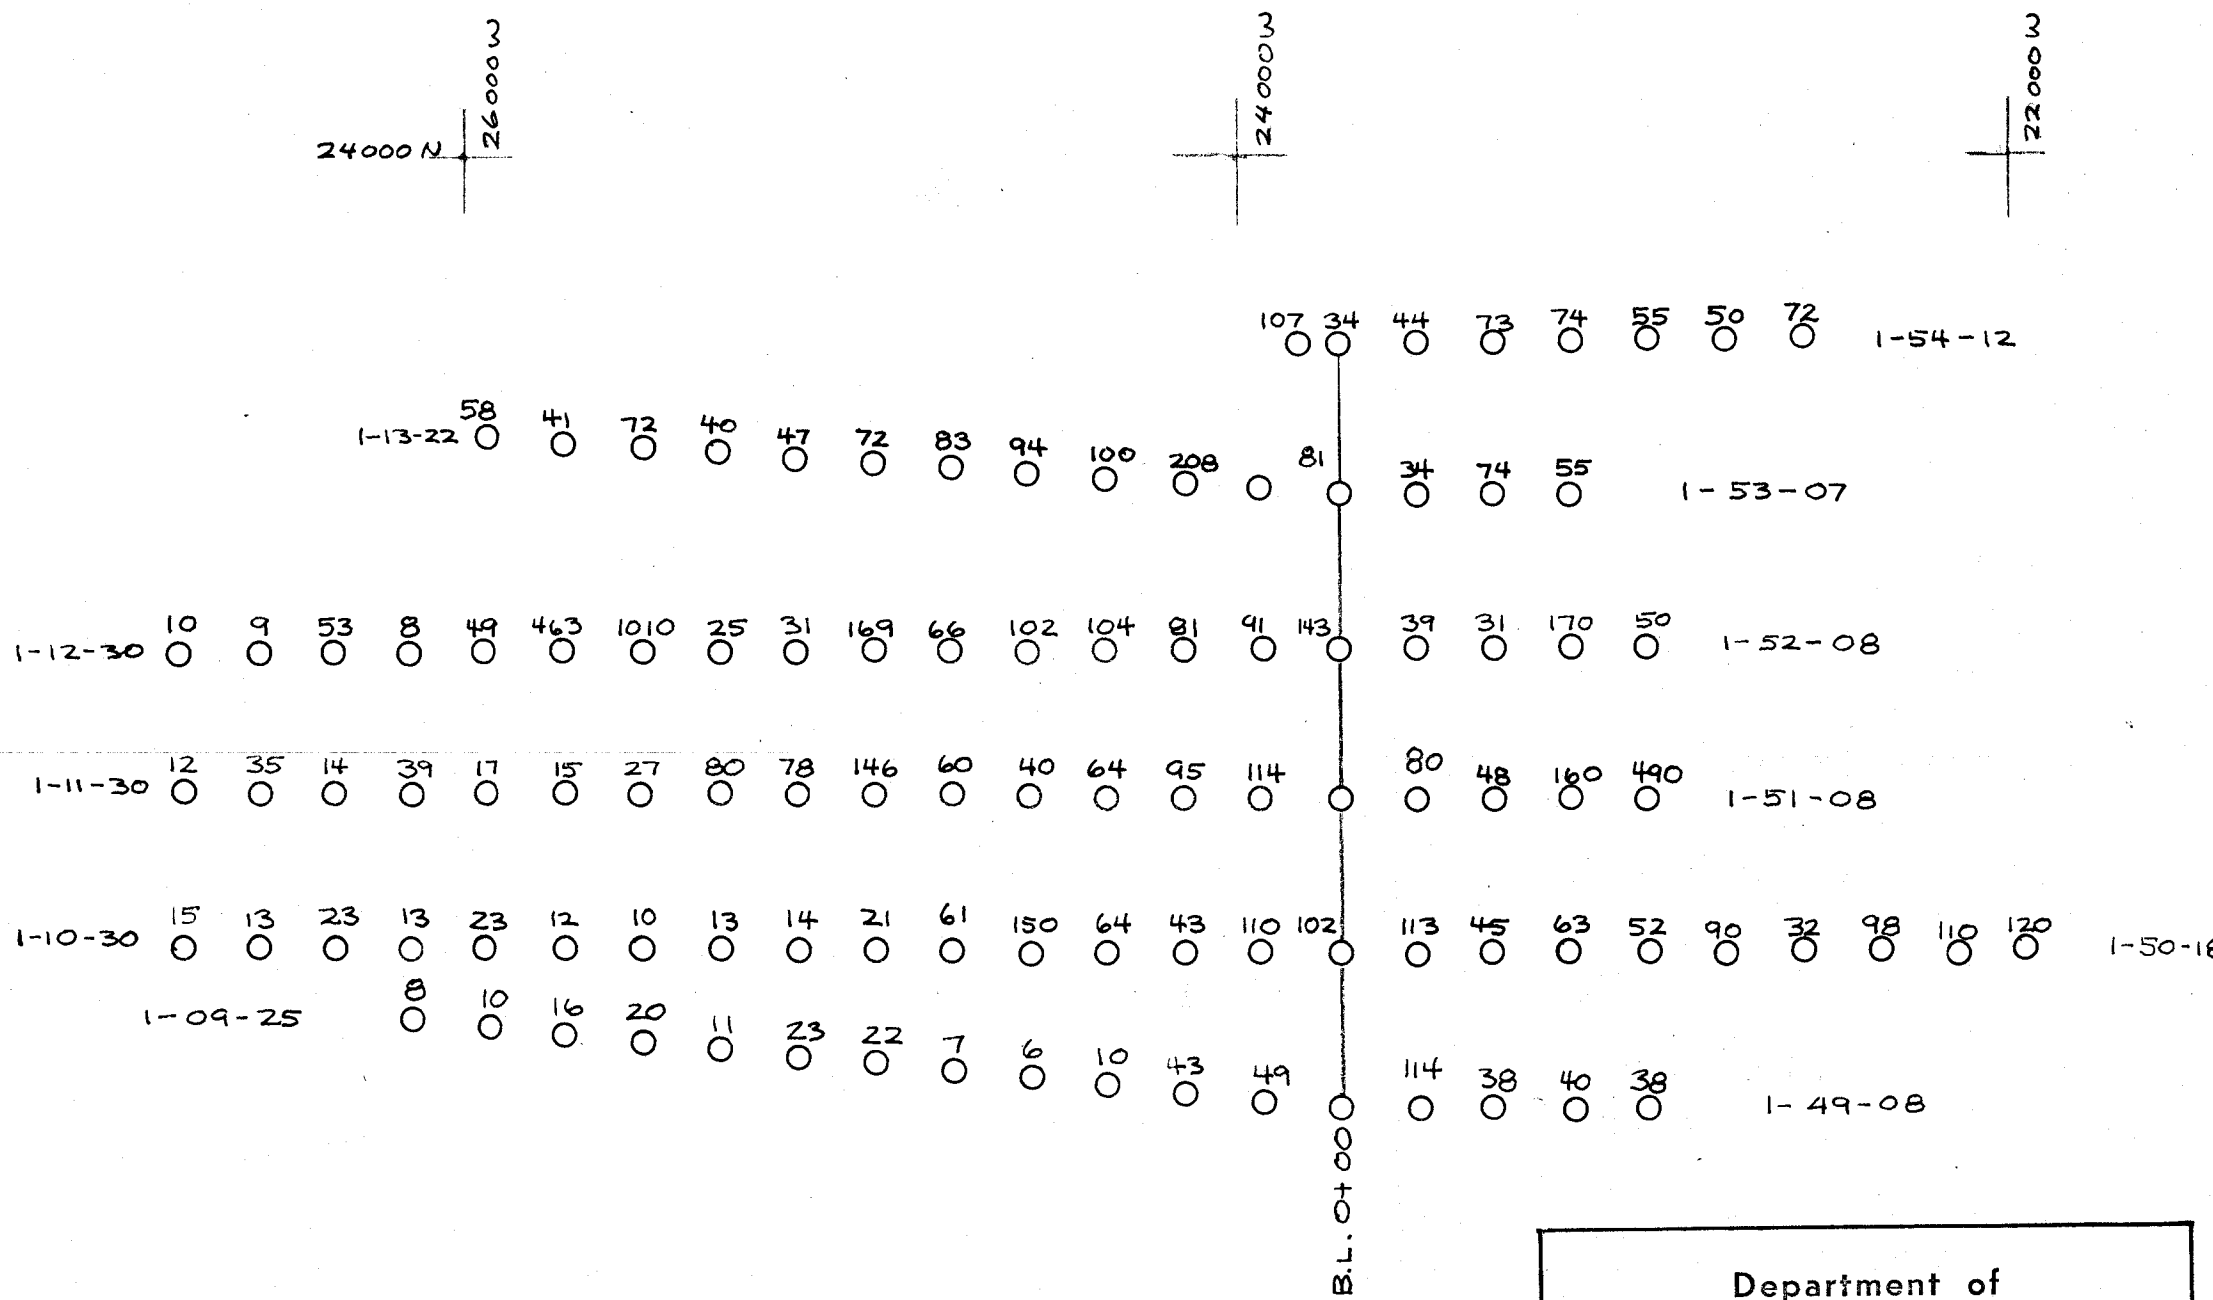 26000 W 24000 W 22000 W
24000 N
107 34 44 73 74 55 50 72 1-54-12
1-13-22 58 41 72 40 47 72 83 94 100 208
81 34 74 55 1-53-07
1-12-30 10 9 53 8 49 463 1010 25 31 169 66 102 104 81 91 143 39 31 170 50 1-52-08
1-11-30 12 35 14 39 17 15 27 80 78 146 60 40 64 95 114 80 48 160 490 1-51-08
1-10-30 15 13 23 13 23 12 10 13 14 21 61 150 64 43 110 102 113 45 63 52 90 32 98 110 120 1-50-18
1-09-25 8 10 16 20 11 23 22 7 6 10 43 49
114 38 40 38 1-49-08
B.L. 0+00
Department of